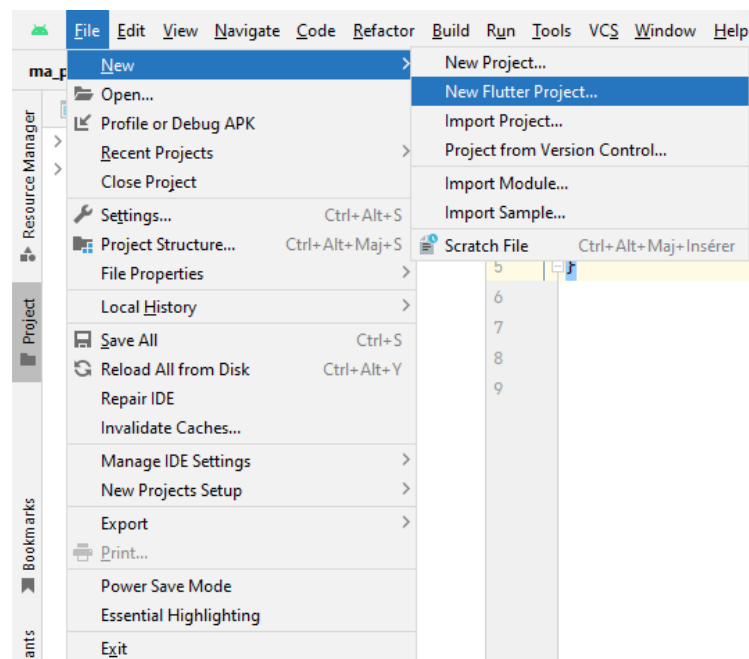 File Edit View Navigate Code Refactor Build Run Tools VCS Window Help
ma_p
New
Open...
Profile or Debug APK
Recent Projects
Close Project
Settings... Ctrl+Alt+S
Project Structure... Ctrl+Alt+Maj+S
File Properties
Local History
Save All Ctrl+S
Reload All from Disk Ctrl+Alt+Y
Repair IDE
Invalidate Caches...
Manage IDE Settings
New Projects Setup
Export
Print...
Power Save Mode
Essential Highlighting
Exit
New Project...
New Flutter Project...
Import Project...
Project from Version Control...
Import Module...
Import Sample...
Scratch File Ctrl+Alt+Maj+Insérer
5 }
6
7
8
9
Resource Manager
Project
Bookmarks
ants